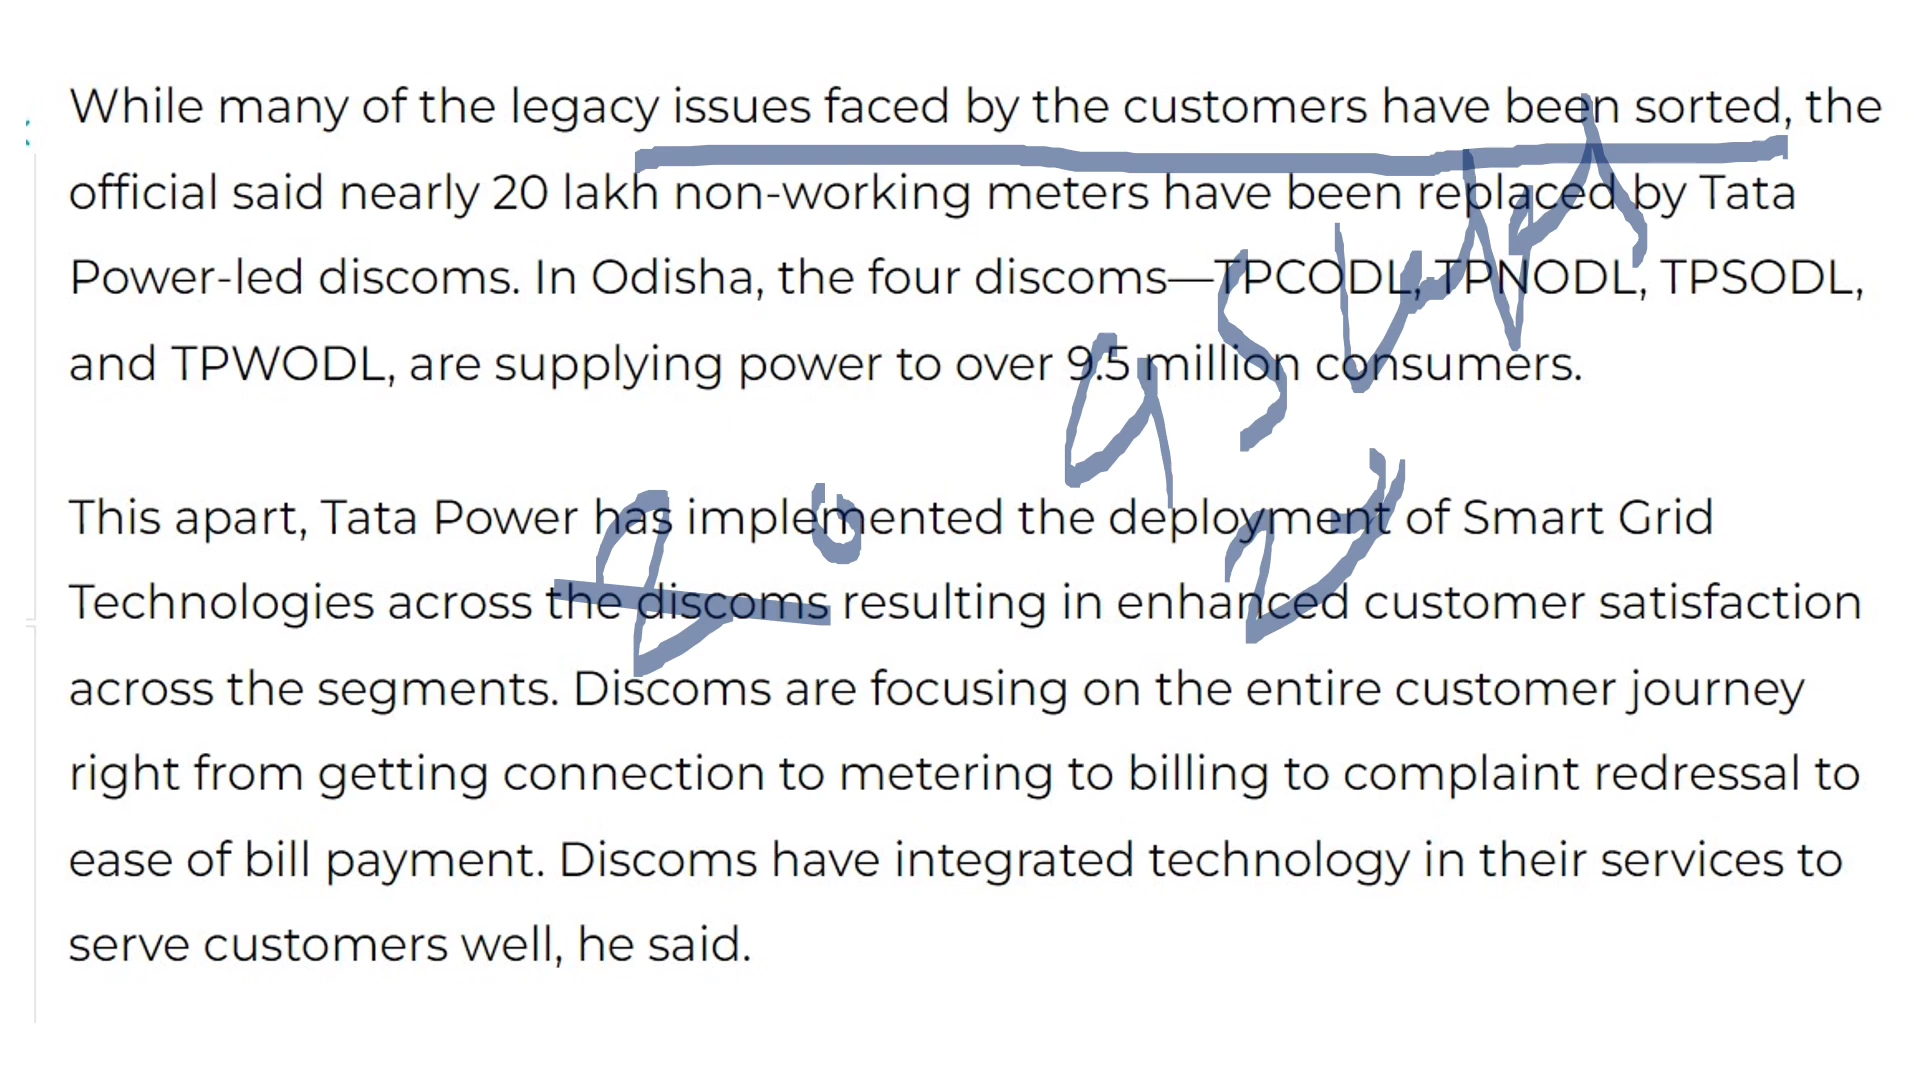 While many of the legacy issues faced by the customers have been sorted, the
official said nearly 20 lakh non-working meters have been replaced by Tata
Power-led discoms. In Odisha, the four discoms—TPCODL, TPNODL, TPSODL,
and TPWODL, are supplying power to over 9.5 million consumers.
This apart, Tata Power has implemented the deployment of Smart Grid
Technologies across the discoms resulting in enhanced customer satisfaction
across the segments. Discoms are focusing on the entire customer journey
right from getting connection to metering to billing to complaint redressal to
ease of bill payment. Discoms have integrated technology in their services to
serve customers well, he said.